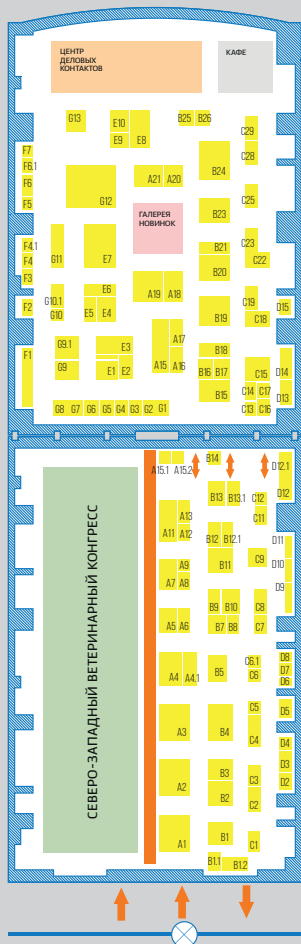 ЦЕНТР
ДЕЛОВЫХ
КОНТАКТОВ
КАФЕ
G13
E10
E9
E8
B25
B26
C29
C28
F7
F6.1
F6
F5
G12
A21
A20
B24
ГАЛЕРЕЯ
НОВИНОК
B23
C25
F4.1
F4
F3
G11
E7
B21
B20
C23
C22
F2
G10.1
G10
E6
E5
E4
A19
A18
B19
C19
C18
D15
G9.1
G9
E3
E1
E2
A17
A15
A16
B18
B16
B17
B15
C15
C14
C17
C13
C16
D14
D13
F1
G8
G7
G6
G5
G4
G3
G2
G1
A15.1
A15.2
B14
D12.1
D12
B13
B13.1
C12
C11
A13
A11
A12
B12
B12.1
B11
D11
D10
D9
C9
A9
A7
A8
B9
B10
C8
A5
A6
B7
B8
C7
A4
A4.1
B5
C6.1
C6
D8
D7
D6
A3
B4
C5
C4
D5
D4
D3
D2
A2
B3
B2
C3
C2
A1
B1
C1
B1.1
B1.2
СЕВЕРО-ЗАПАДНЫЙ ВЕТЕРИНАРНЫЙ КОНГРЕСС